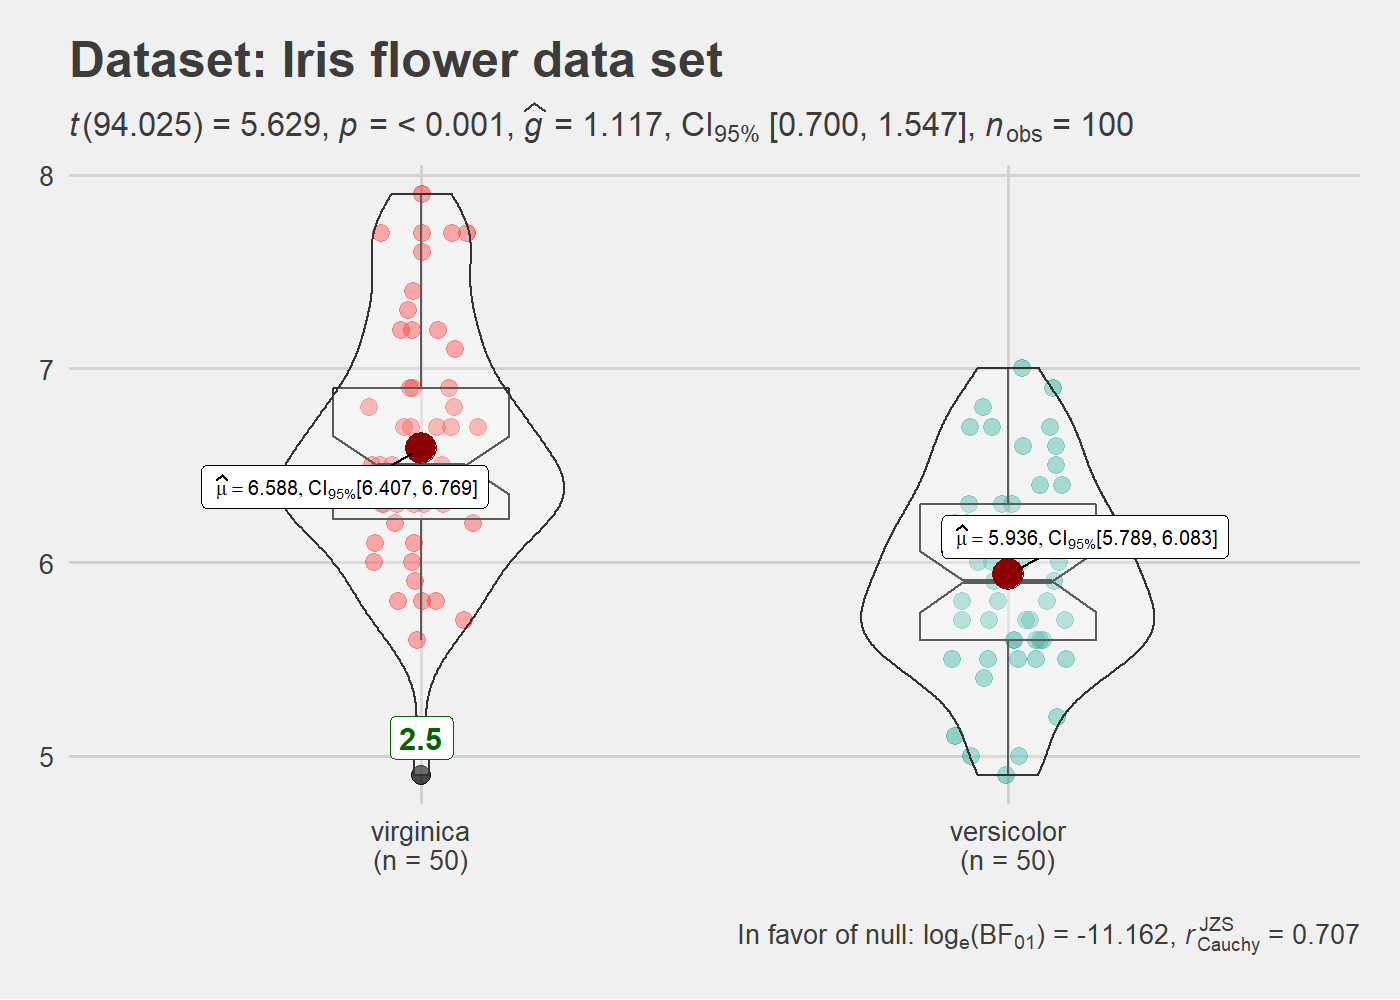 Dataset: Iris flower data set
t(94.025) = 5.629, p = < 0.001, ĝ = 1.117, CI95% [0.700, 1.547], nobs = 100
8
7
6
5
μ̂ = 6.588, CI95%[6.407, 6.769]
μ̂ = 5.936, CI95%[5.789, 6.083]
2.5
virginica
(n = 50)
versicolor
(n = 50)
In favor of null: loge(BF01) = -11.162, rJZSCauchy = 0.707